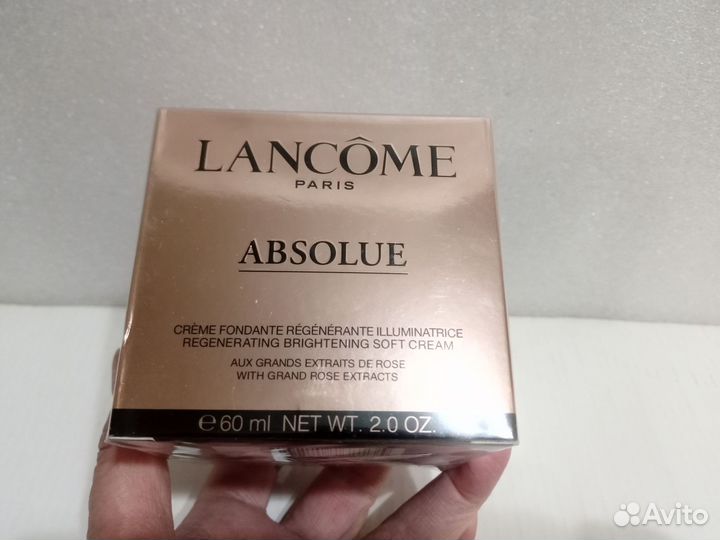 LANCÔME
PARIS
ABSOLUE
CRÈME FONDANTE RÉGÉNÉRANTE ILLUMINATRICE
REGENERATING BRIGHTENING SOFT CREAM
AUX GRANDS EXTRAITS DE ROSE
WITH GRAND ROSE EXTRACTS
℮ 60 ml NET WT. 2.0 OZ.
Avito